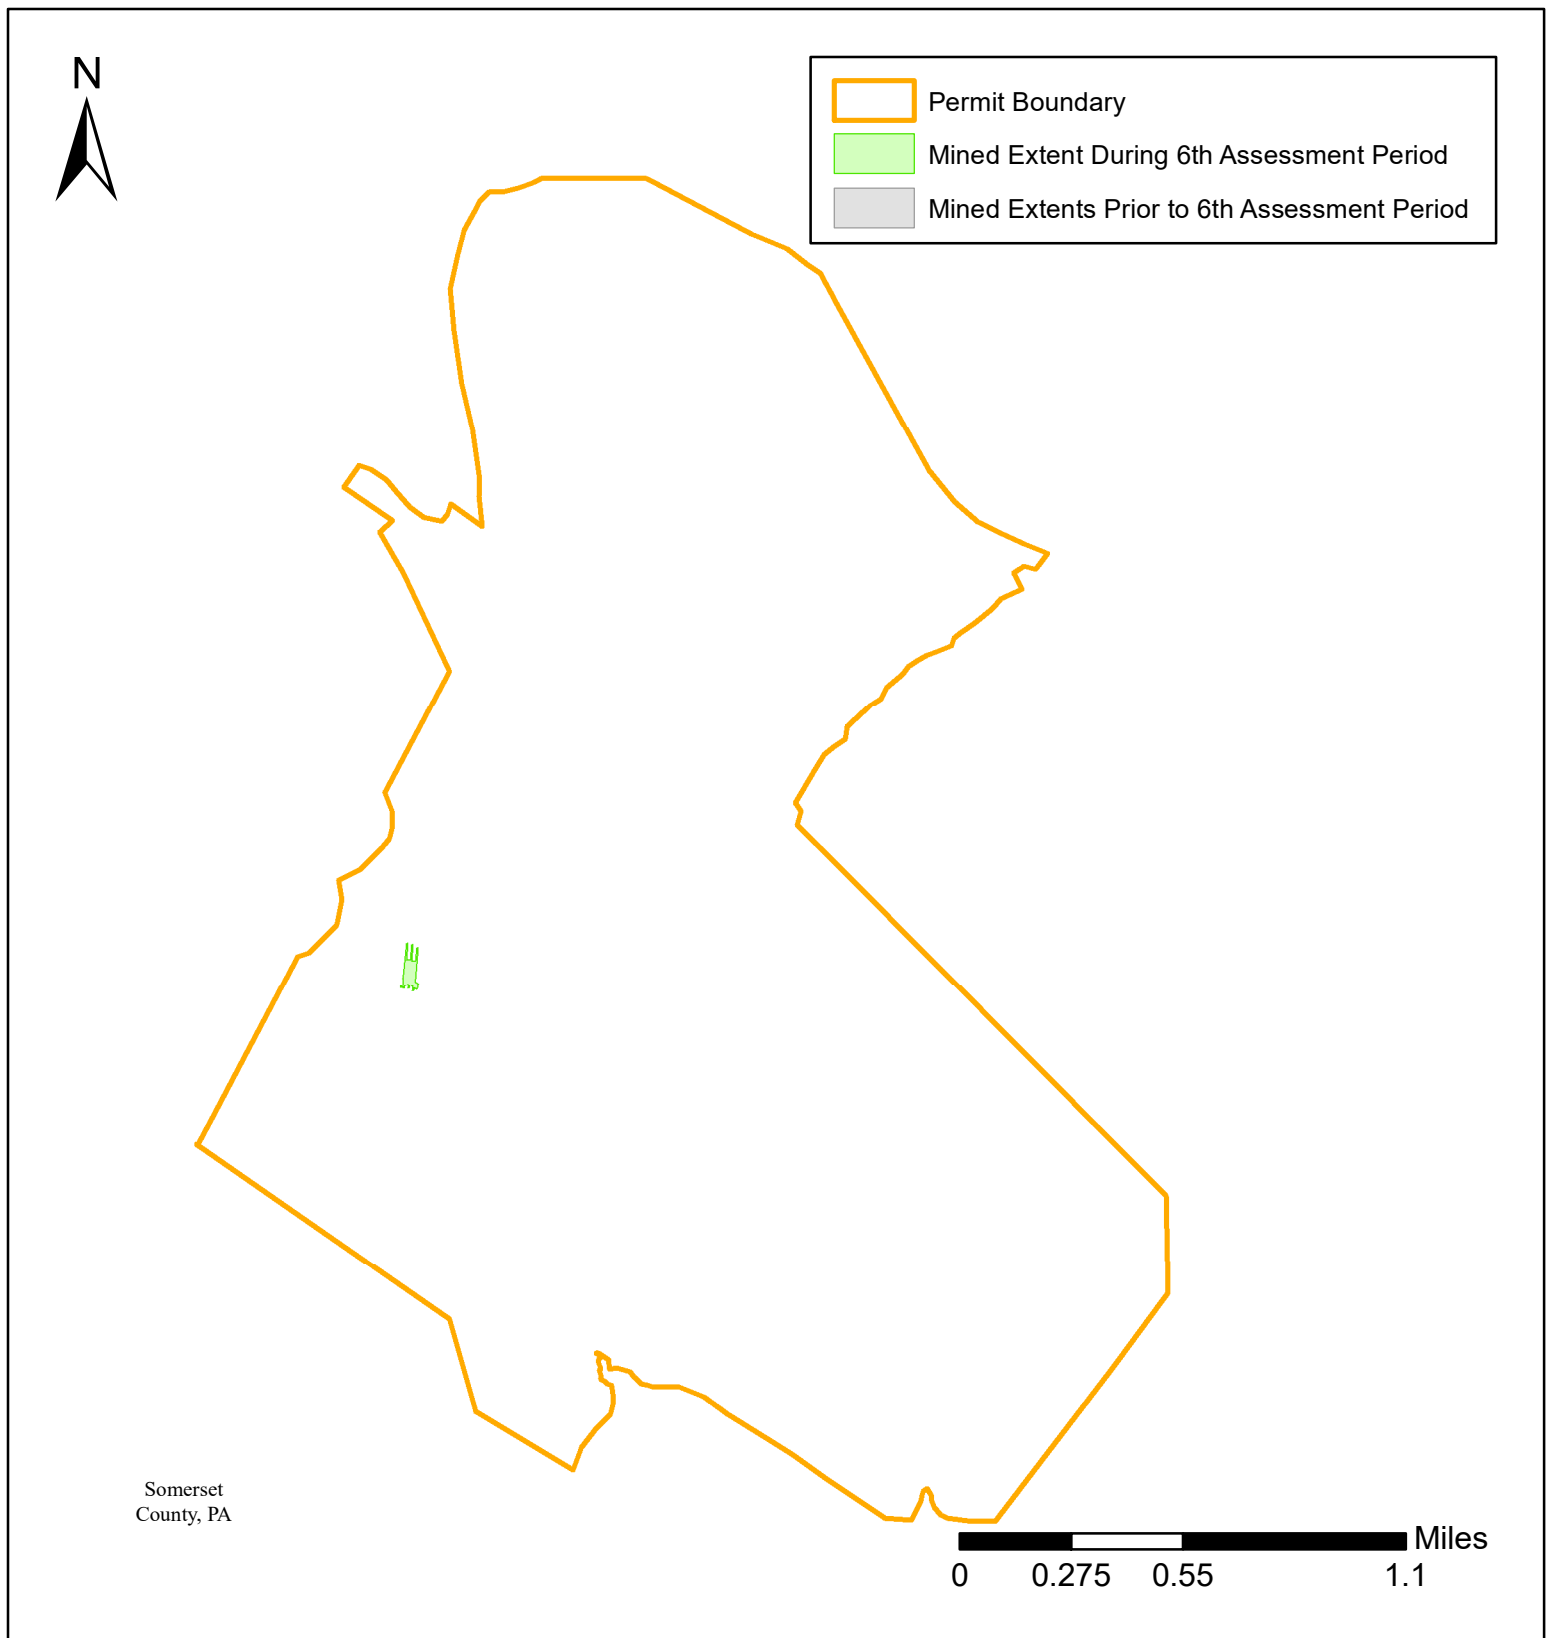 N
Permit Boundary
Mined Extent During 6th Assessment Period
Mined Extents Prior to 6th Assessment Period
Somerset
County, PA
Miles
0 0.275 0.55 1.1